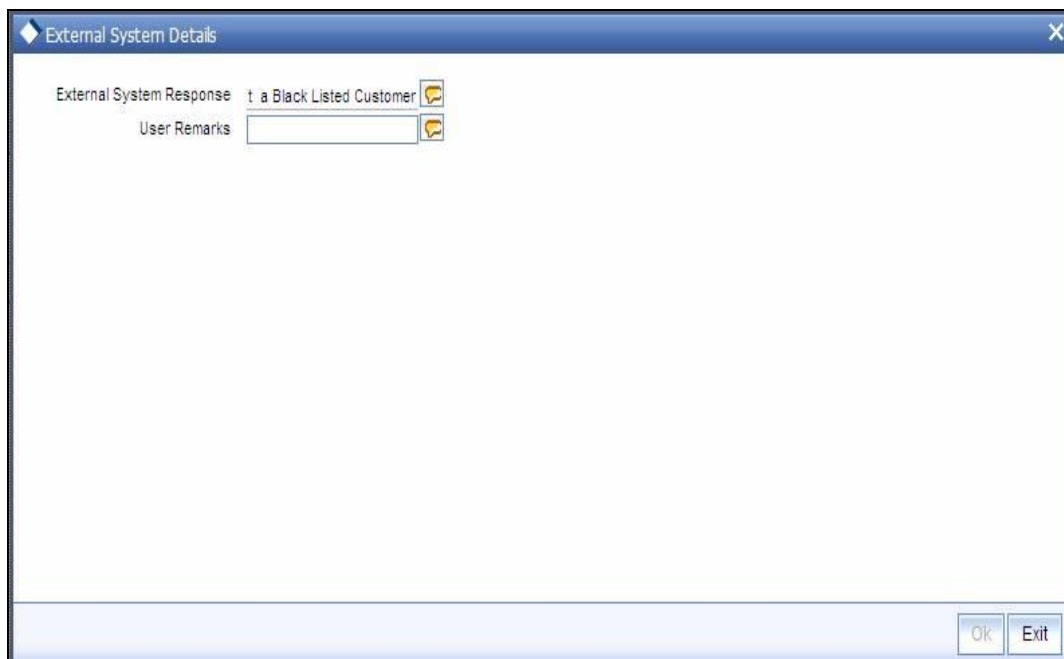 External System Details
External System Response t a Black Listed Customer
User Remarks
Ok Exit